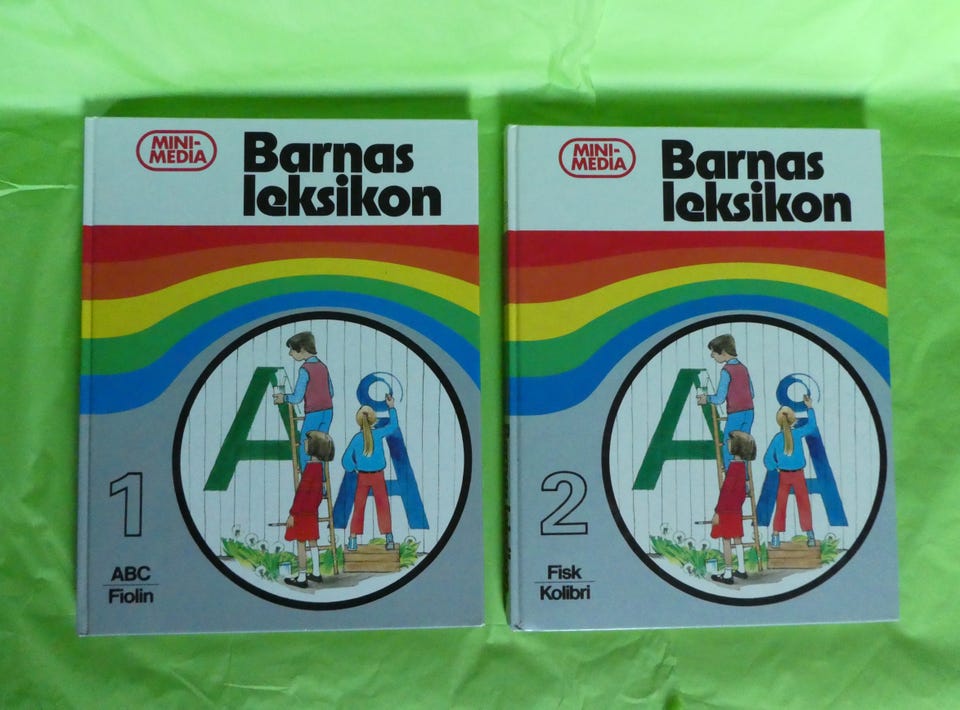 MINI-
MEDIA
Barnas
leksikon
A Å
1
ABC
Fiolin
MINI-
MEDIA
Barnas
leksikon
A Å
2
Fisk
Kolibri